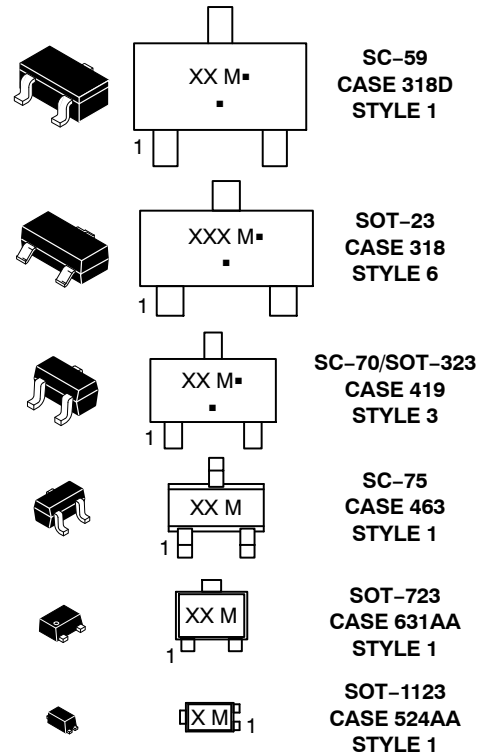 XX M▪
▪
1
SC−59
CASE 318D
STYLE 1
XXX M▪
▪
1
SOT−23
CASE 318
STYLE 6
XX M▪
▪
1
SC−70/SOT−323
CASE 419
STYLE 3
XX M
1
SC−75
CASE 463
STYLE 1
XX M
1
SOT−723
CASE 631AA
STYLE 1
X M
1
SOT−1123
CASE 524AA
STYLE 1